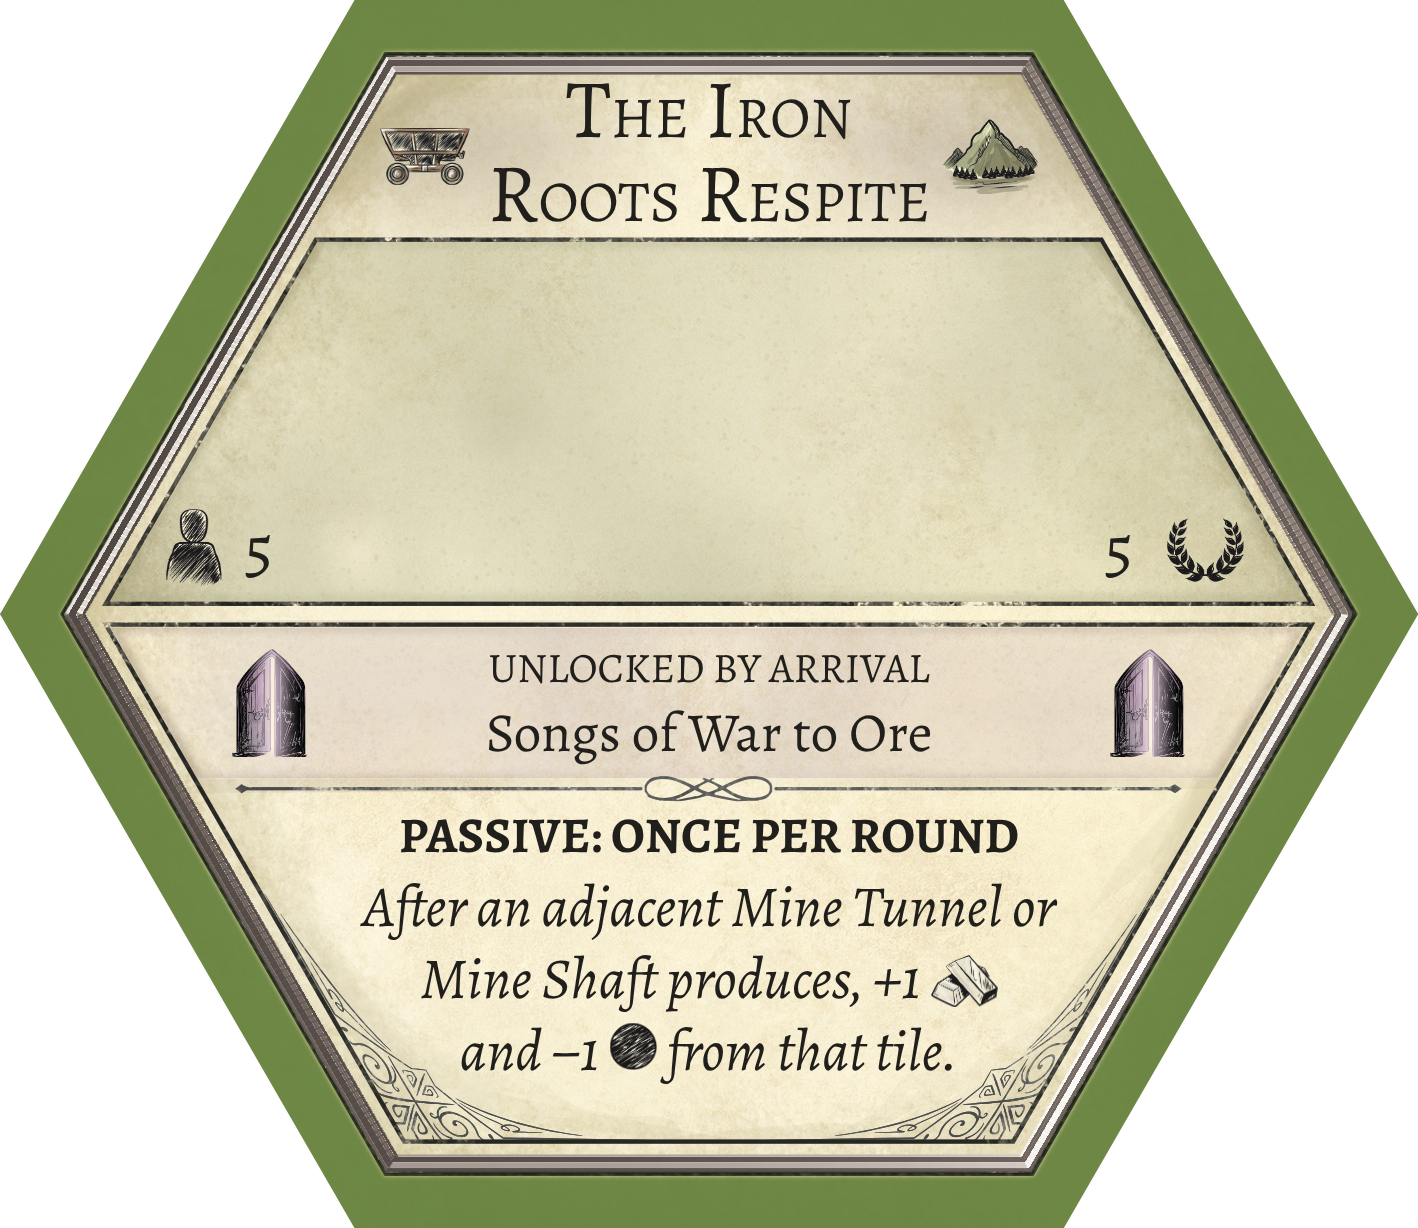 The Iron
Roots Respite
5
5
UNLOCKED BY ARRIVAL
Songs of War to Ore
PASSIVE: ONCE PER ROUND
After an adjacent Mine Tunnel or
Mine Shaft produces, +1
and –1 from that tile.